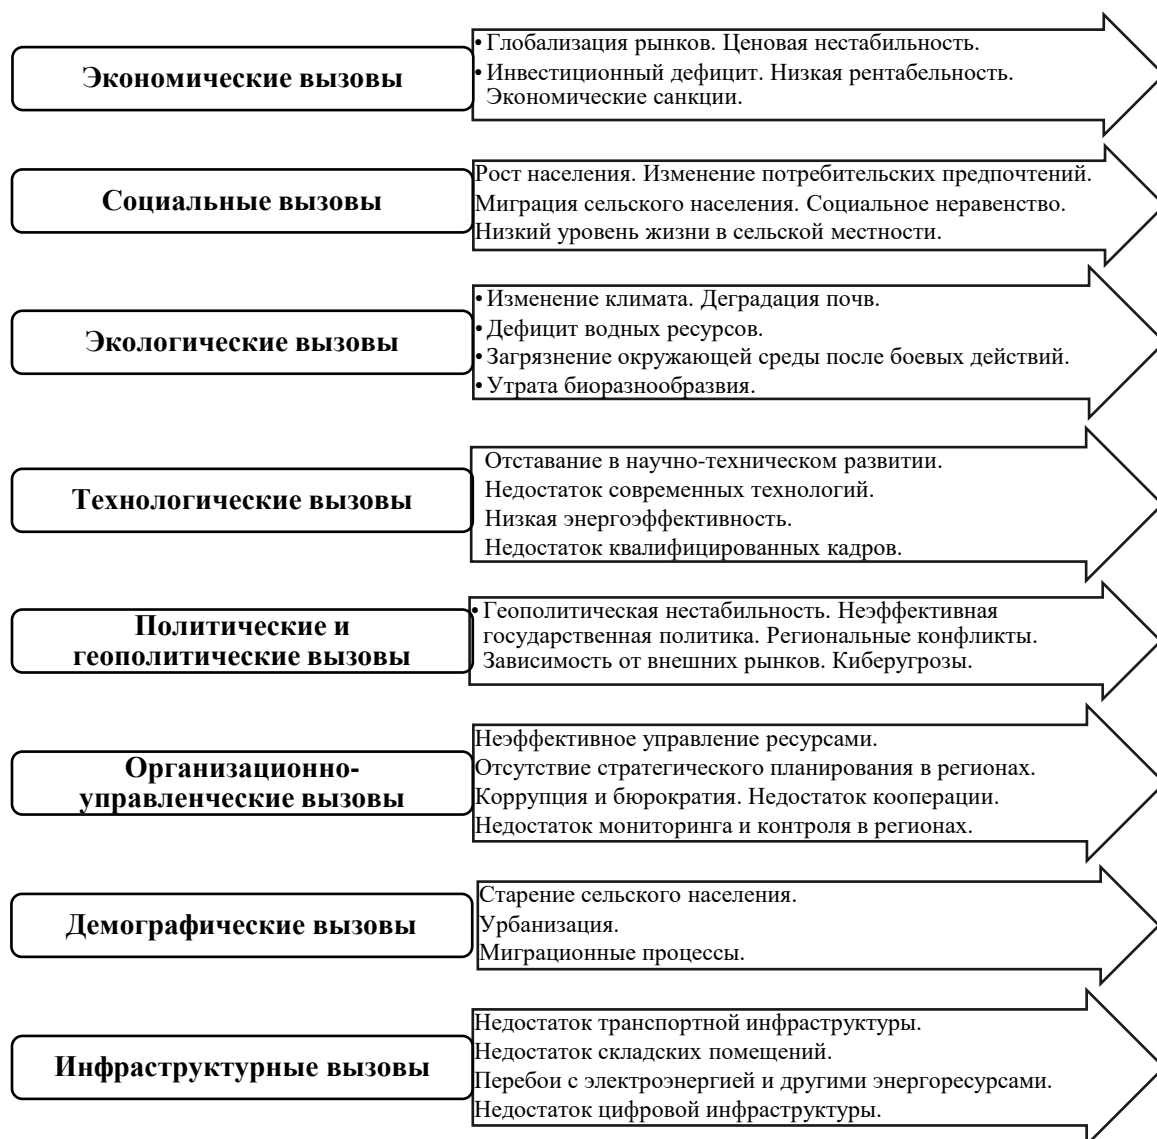 Экономические вызовы
• Глобализация рынков. Ценовая нестабильность.
• Инвестиционный дефицит. Низкая рентабельность.
Экономические санкции.
Социальные вызовы
Рост населения. Изменение потребительских предпочтений.
Миграция сельского населения. Социальное неравенство.
Низкий уровень жизни в сельской местности.
Экологические вызовы
• Изменение климата. Деградация почв.
• Дефицит водных ресурсов.
• Загрязнение окружающей среды после боевых действий.
• Утрата биоразнообразвия.
Технологические вызовы
Отставание в научно-техническом развитии.
Недостаток современных технологий.
Низкая энергоэффективность.
Недостаток квалифицированных кадров.
Политические и
геополитические вызовы
• Геополитическая нестабильность. Неэффективная
государственная политика. Региональные конфликты.
Зависимость от внешних рынков. Киберугрозы.
Организационно-
управленческие вызовы
Неэффективное управление ресурсами.
Отсутствие стратегического планирования в регионах.
Коррупция и бюрократия. Недостаток кооперации.
Недостаток мониторинга и контроля в регионах.
Демографические вызовы
Старение сельского населения.
Урбанизация.
Миграционные процессы.
Инфраструктурные вызовы
Недостаток транспортной инфраструктуры.
Недостаток складских помещений.
Перебои с электроэнергией и другими энергоресурсами.
Недостаток цифровой инфраструктуры.